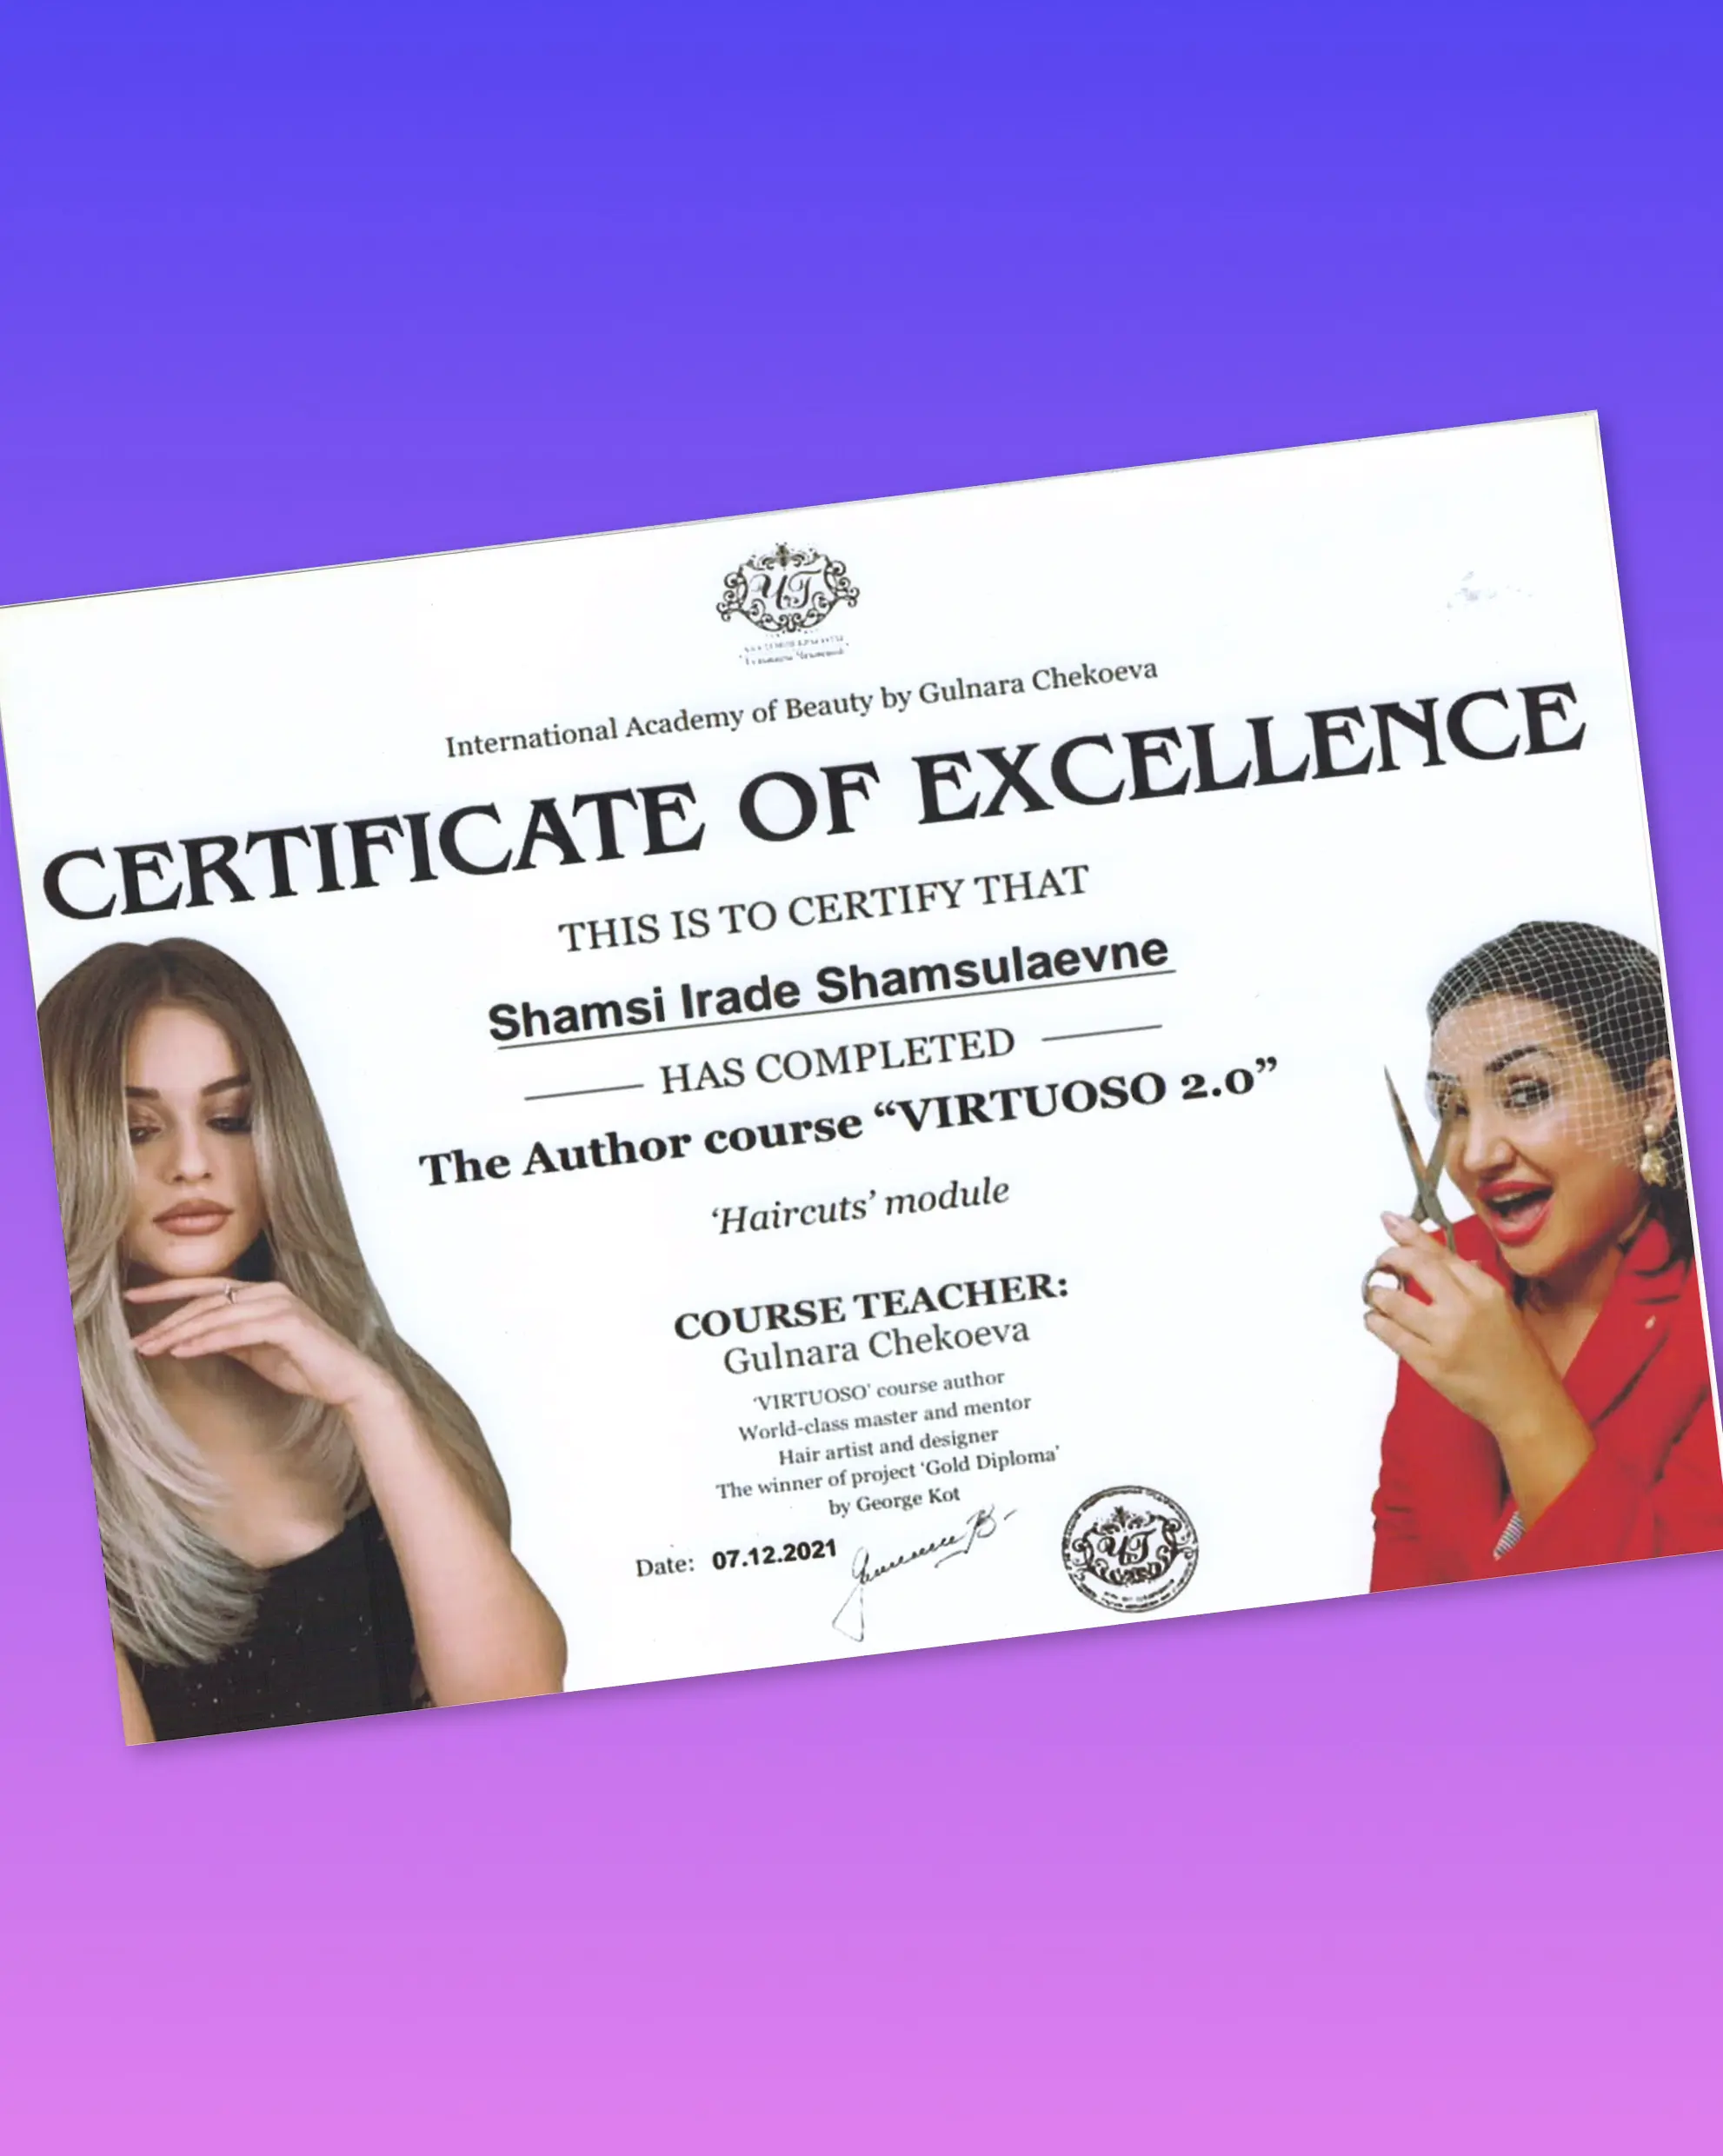 ЧГ
International Academy of Beauty by Gulnara Chekoeva
CERTIFICATE OF EXCELLENCE
THIS IS TO CERTIFY THAT
Shamsi Irade Shamsulaevne
HAS COMPLETED
The Author course “VIRTUOSO 2.0”
‘Haircuts’ module
COURSE TEACHER:
Gulnara Chekoeva
‘VIRTUOSO’ course author
World-class master and mentor
Hair artist and designer
The winner of project ‘Gold Diploma’
by George Kot
Date: 07.12.2021
ЧГ